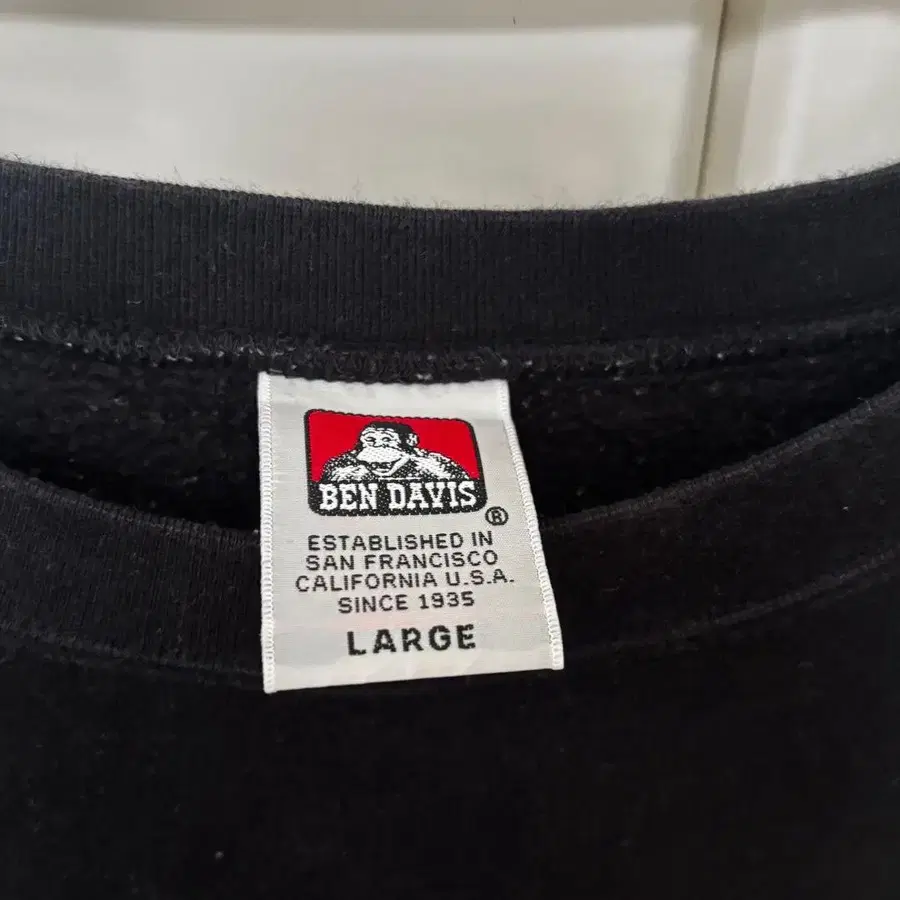 BEN DAVIS
®
ESTABLISHED IN
SAN FRANCISCO
CALIFORNIA U.S.A.
SINCE 1935
LARGE